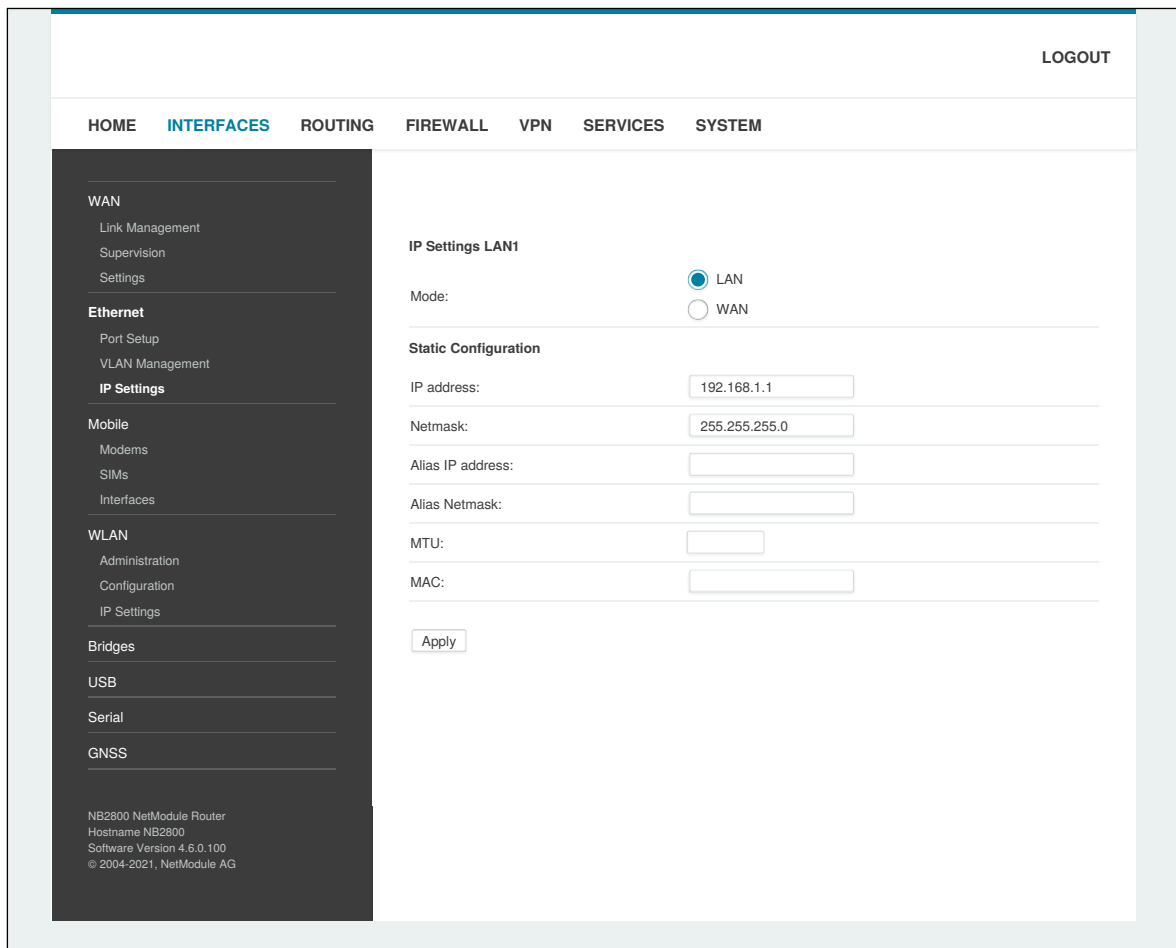 LOGOUT
HOME INTERFACES ROUTING FIREWALL VPN SERVICES SYSTEM
WAN
Link Management
Supervision
Settings
Ethernet
Port Setup
VLAN Management
IP Settings
Mobile
Modems
SIMs
Interfaces
WLAN
Administration
Configuration
IP Settings
Bridges
USB
Serial
GNSS
NB2800 NetModule Router
Hostname NB2800
Software Version 4.6.0.100
© 2004-2021, NetModule AG
IP Settings LAN1
Mode:
LAN
WAN
Static Configuration
IP address: 192.168.1.1
Netmask: 255.255.255.0
Alias IP address:
Alias Netmask:
MTU:
MAC:
Apply